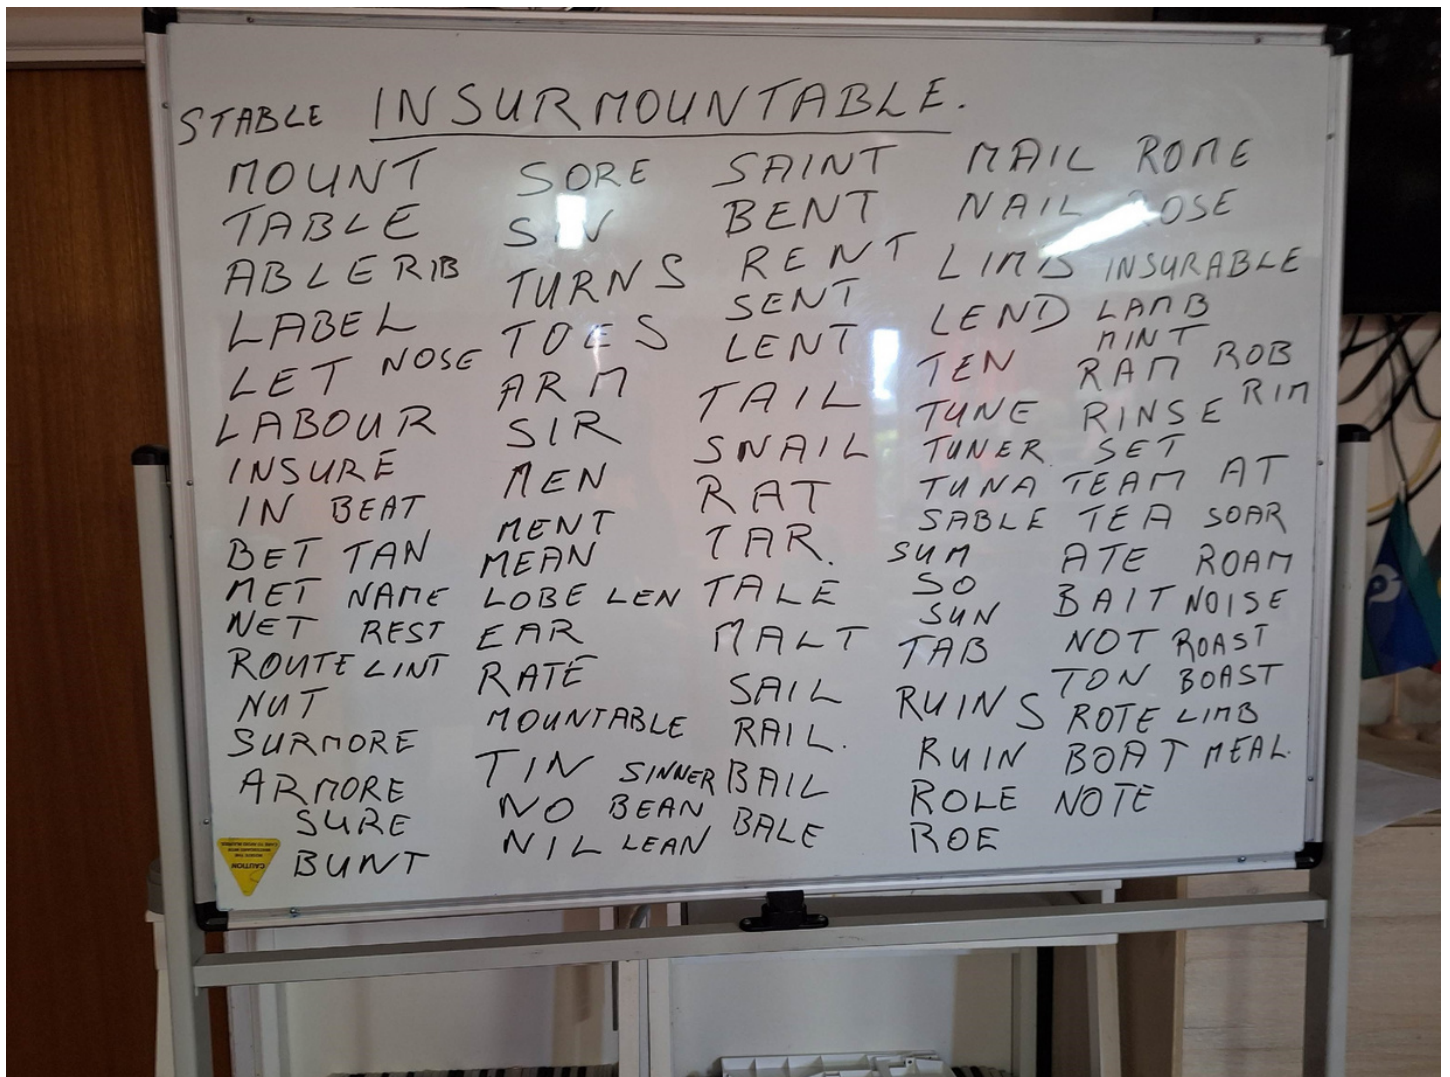 STABLE INSURMOUNTABLE.
MOUNT
TABLE
ABLE RIB
LABEL
LET NOSE
LABOUR
INSURE
IN BEAT
BET TAN
MET NAME
NET REST
ROUTE LINT
NUT
SURMORE
ARMORE
SURE
BUNT
SORE
TURNS
TOES
ARM
SIR
MEN
MENT
MEAN
LOBE LEN
EAR
RATE
MOUNTABLE
TIN SINNER
NO BEAN
NIL LEAN
SAINT
BENT
RENT
SENT
LENT
TAIL
SNAIL
RAT
TAR.
TALE
MALT
SAIL
RAIL.
BAIL
BALE
MAIL
NAIL
LIMB
LEND
TEN
TUNE
TUNER
TUNA
SABLE
SUM
SO
SUN
TAB
RUINS
RUIN
ROLE
ROE
ROME
INSURABLE
LAMB
MINT
RAM ROB
RINSE RIM
SET
TEAM AT
TEA SOAR
ATE ROAM
BAIT NOISE
NOT ROAST
TON BOAST
ROTE LIMB
BOAT MEAL.
NOTE
CAUTION